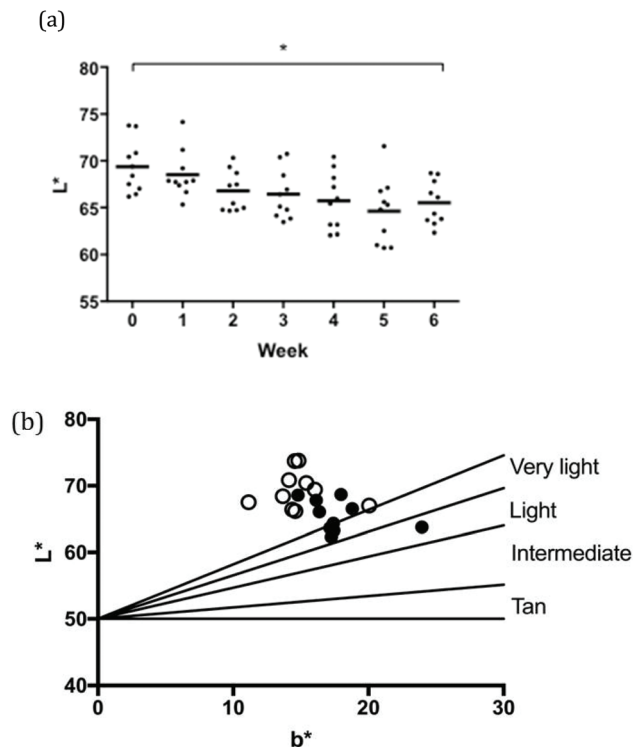 (a)
*
80
75
70
65
60
55
L*
0 1 2 3 4 5 6
Week
(b)
80
70
60
50
40
L*
Very light
Light
Intermediate
Tan
0 10 20 30
b*